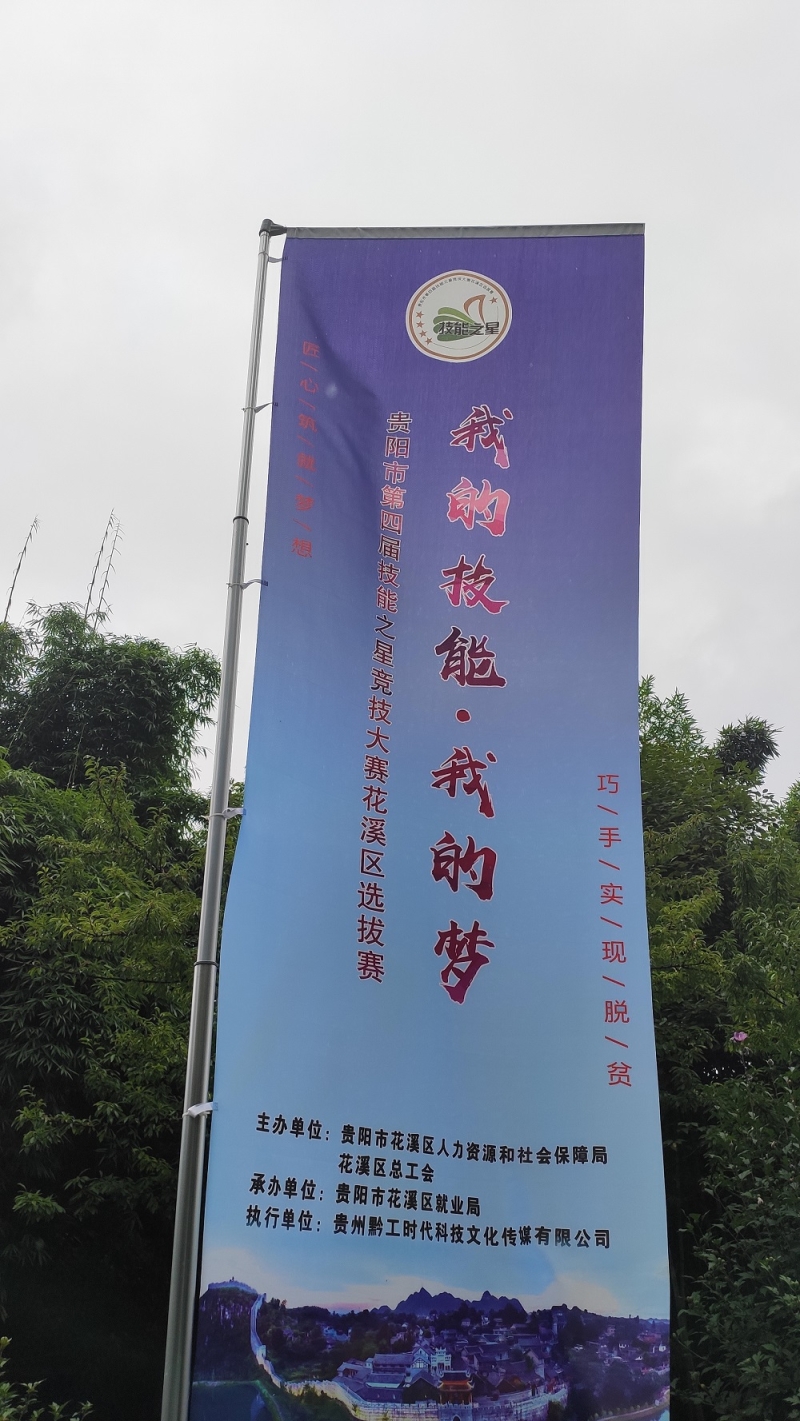 技能之星
匠/心/筑/就/梦/想
贵阳市第四届技能之星竞技大赛花溪区选拔赛
我的技能·我的梦
巧/手/实/现/脱/贫
主办单位：贵阳市花溪区人力资源和社会保障局
花溪区总工会
承办单位：贵阳市花溪区就业局
执行单位：贵州黔工时代科技文化传媒有限公司